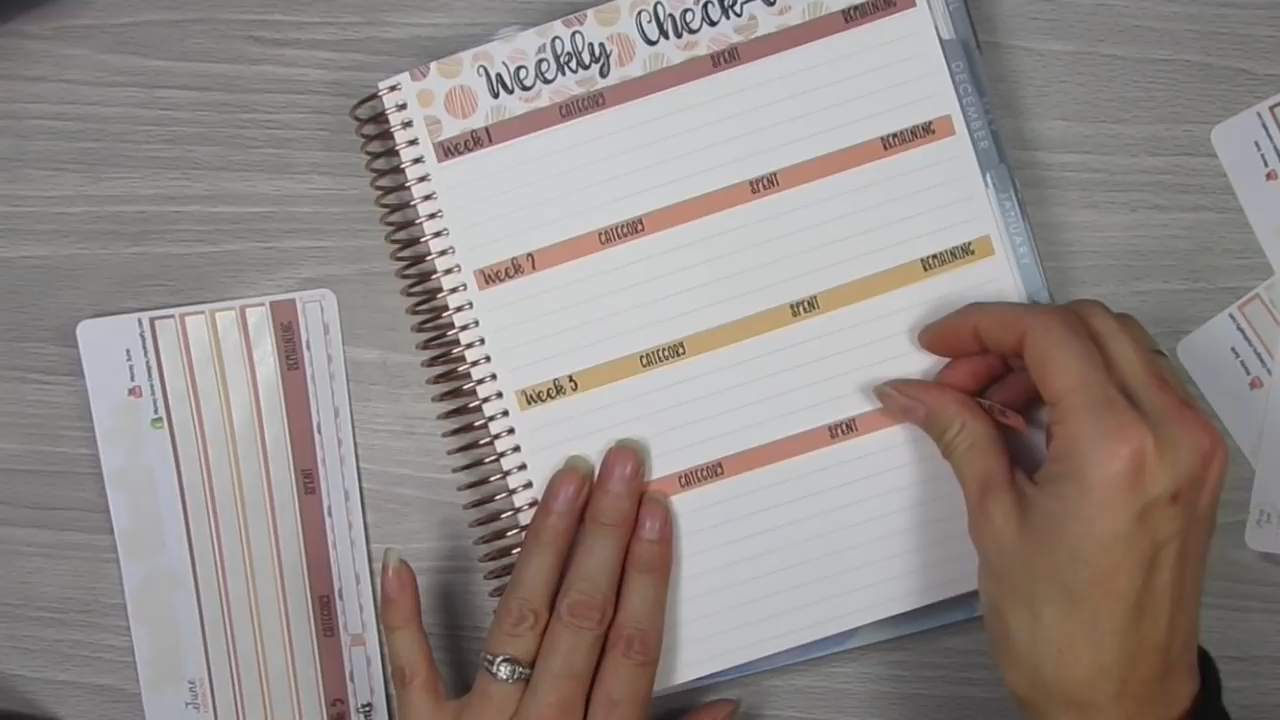 Weekly Check-
Week 1 CATEGORY SPENT REMAINING
Week 2 CATEGORY SPENT REMAINING
Week 3 CATEGORY SPENT REMAINING
CATEGORY SPENT
DECEMBER
JANUARY
REMAINING
SPENT
CATEGORY
June